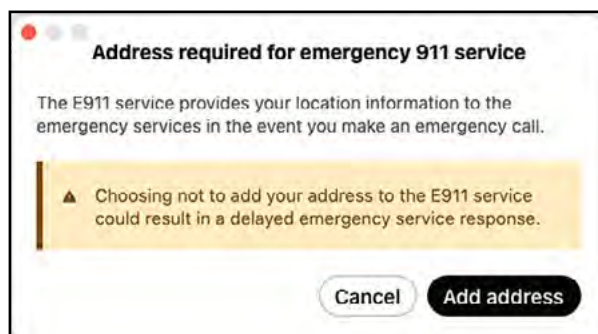 Address required for emergency 911 service
The E911 service provides your location information to the
emergency services in the event you make an emergency call.
Choosing not to add your address to the E911 service
could result in a delayed emergency service response.
Cancel Add address